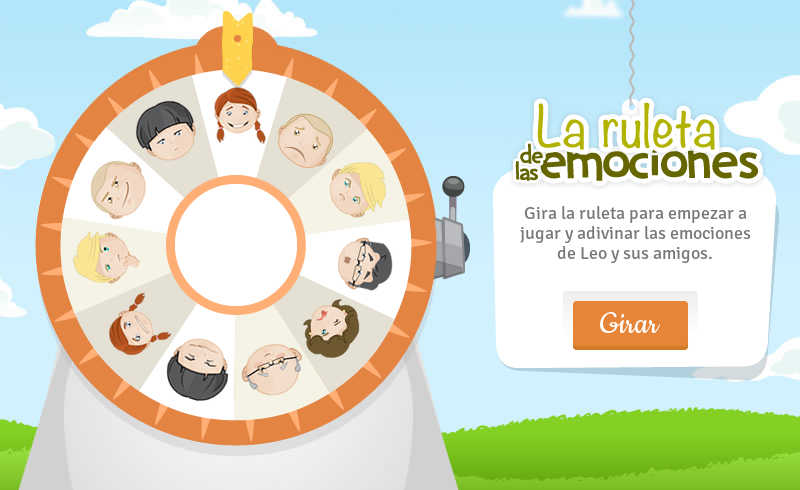 La ruleta
de las emociones
Gira la ruleta para empezar a
jugar y adivinar las emociones
de Leo y sus amigos.
Girar